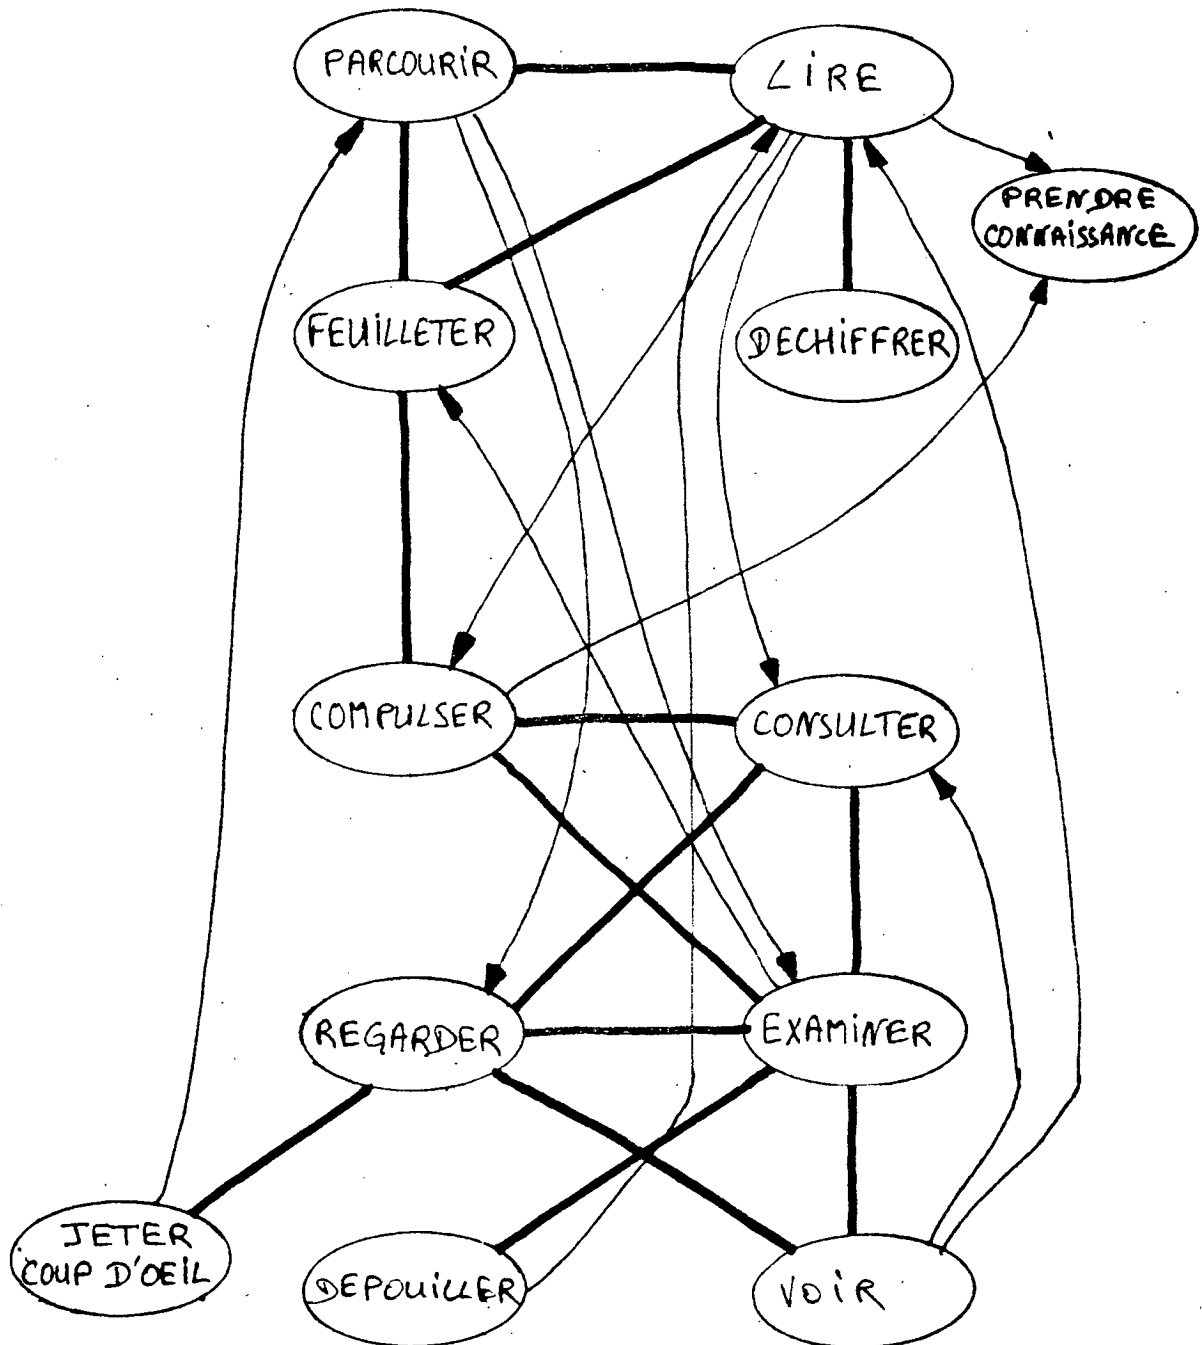 PARCOURIR
LIRE
PRENDRE
CONNAISSANCE
FEUILLETER
DECHIFFRER
COMPULSER
CONSULTER
REGARDER
EXAMINER
JETER
COUP D'OEIL
DEPOUILLER
VOIR